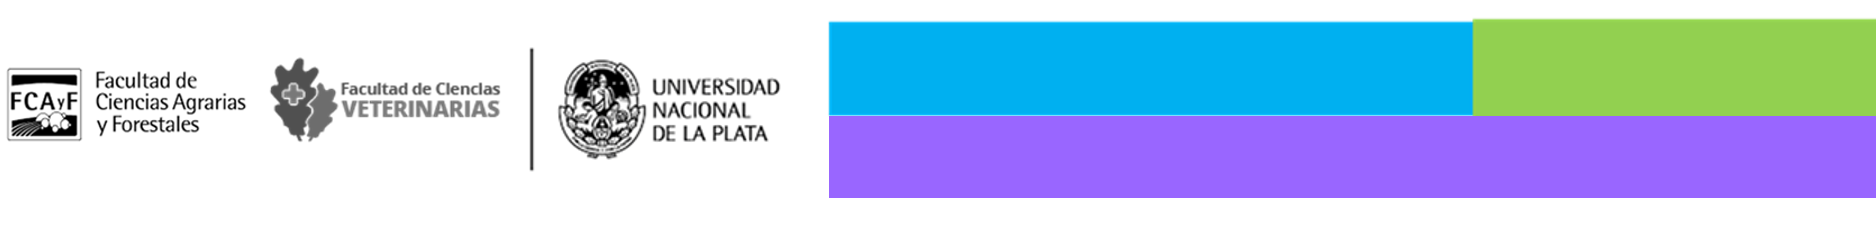 FCAyF
Facultad de
Ciencias Agrarias
y Forestales
Facultad de Ciencias
VETERINARIAS
UNIVERSIDAD
NACIONAL
DE LA PLATA